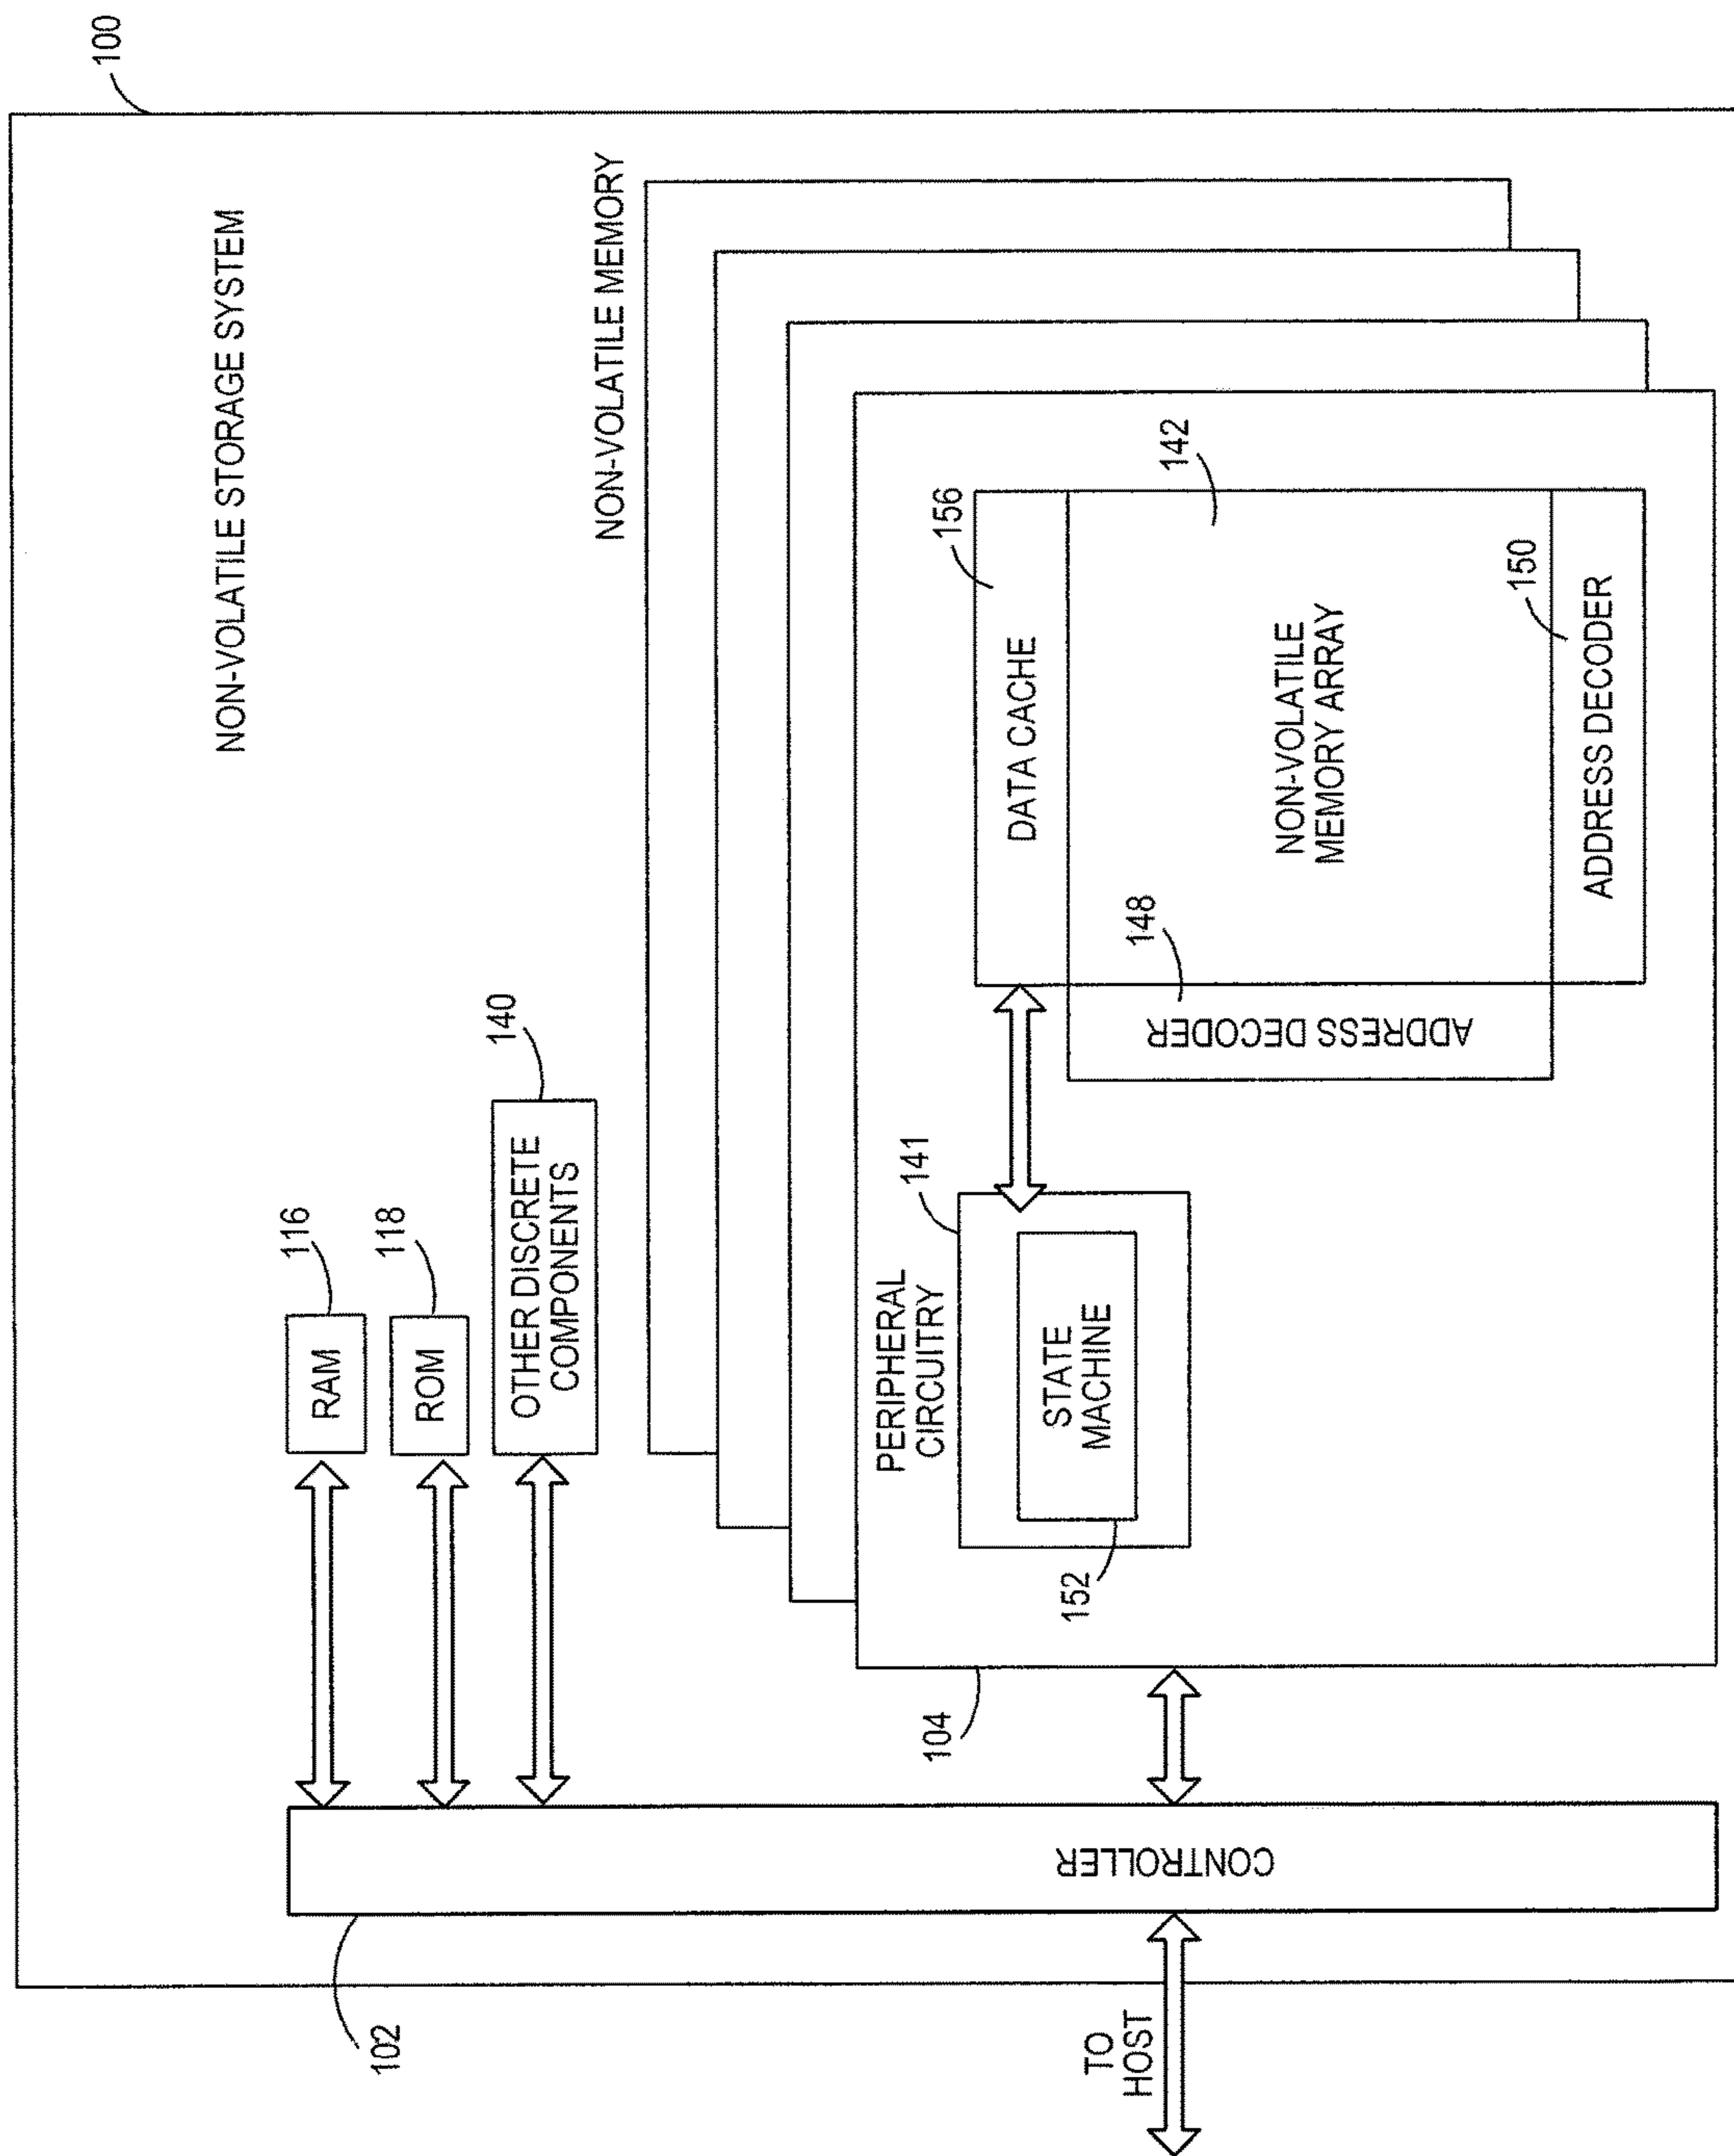 100
NON-VOLATILE STORAGE SYSTEM
116
RAM
118
ROM
140
OTHER DISCRETE
COMPONENTS
NON-VOLATILE MEMORY
102
CONTROLLER
TO
HOST
104
PERIPHERAL
CIRCUITRY
141
STATE
MACHINE
152
156
DATA CACHE
142
NON-VOLATILE
MEMORY ARRAY
148
ADDRESS DECODER
150
ADDRESS DECODER